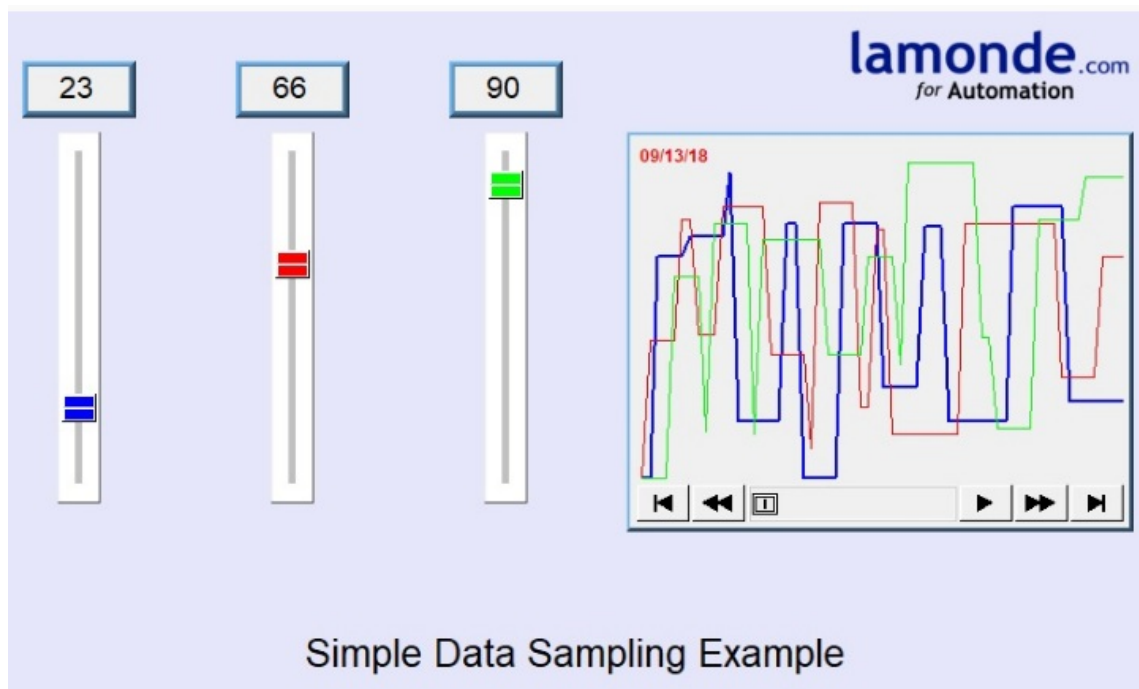 lamonde.com
for Automation
23
66
90
09/13/18
Simple Data Sampling Example